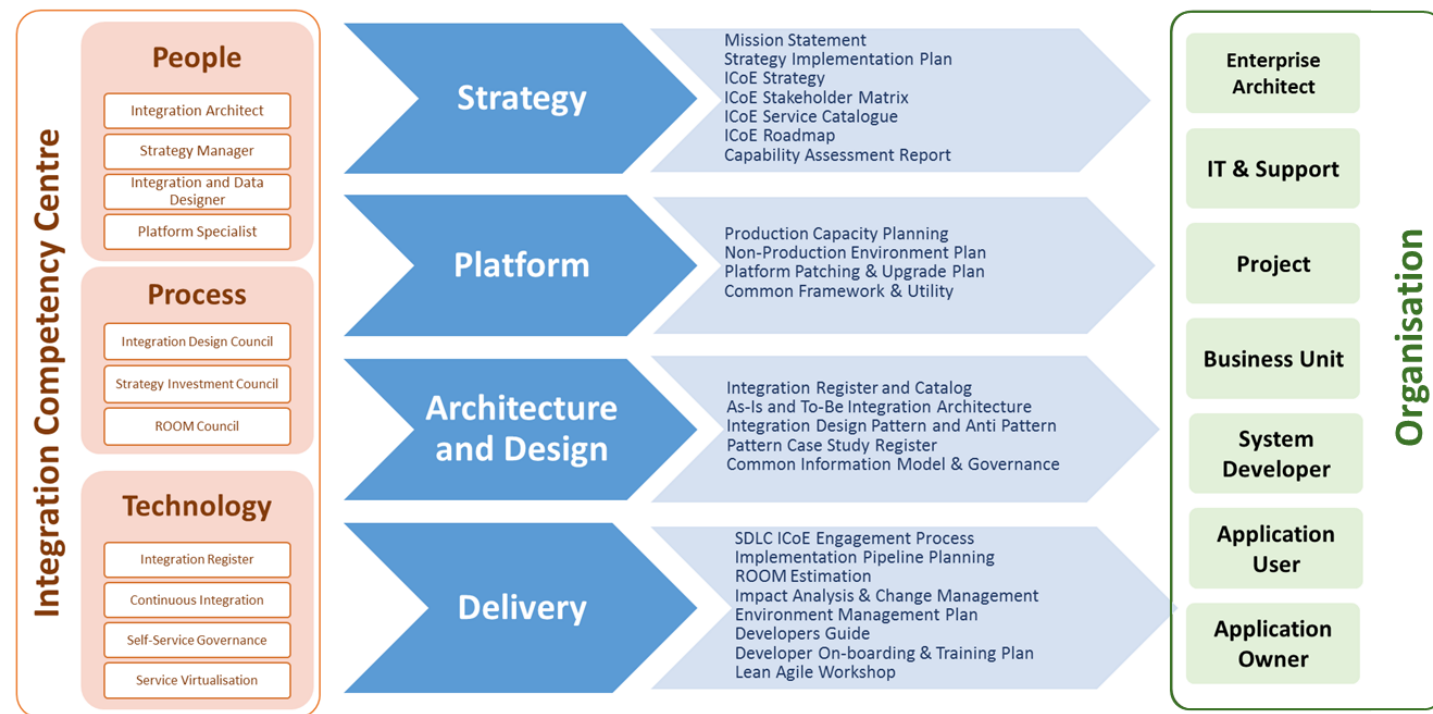 Integration Competency Centre
People
Integration Architect
Strategy Manager
Integration and Data
Designer
Platform Specialist
Process
Integration Design Council
Strategy Investment Council
ROOM Council
Technology
Integration Register
Continuous Integration
Self-Service Governance
Service Virtualisation
Strategy
Mission Statement
Strategy Implementation Plan
ICoE Strategy
ICoE Stakeholder Matrix
ICoE Service Catalogue
ICoE Roadmap
Capability Assessment Report
Platform
Production Capacity Planning
Non-Production Environment Plan
Platform Patching & Upgrade Plan
Common Framework & Utility
Architecture
and Design
Integration Register and Catalog
As-Is and To-Be Integration Architecture
Integration Design Pattern and Anti Pattern
Pattern Case Study Register
Common Information Model & Governance
Delivery
SDLC ICoE Engagement Process
Implementation Pipeline Planning
ROOM Estimation
Impact Analysis & Change Management
Environment Management Plan
Developers Guide
Developer On-boarding & Training Plan
Lean Agile Workshop
Enterprise
Architect
IT & Support
Project
Business Unit
System
Developer
Application
User
Application
Owner
Organisation